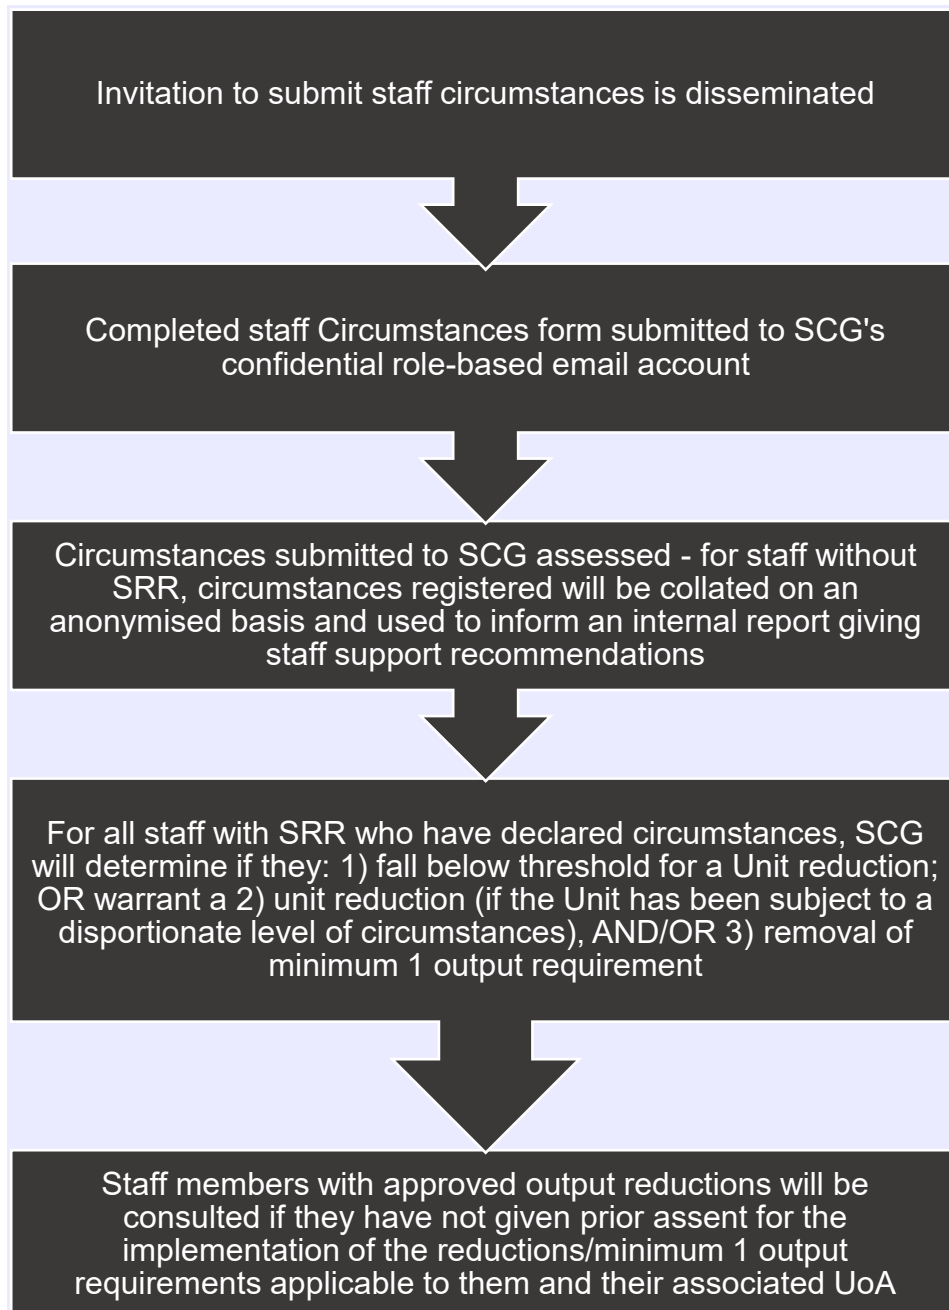 Invitation to submit staff circumstances is disseminated
Completed staff Circumstances form submitted to SCG's
confidential role-based email account
Circumstances submitted to SCG assessed - for staff without
SRR, circumstances registered will be collated on an
anonymised basis and used to inform an internal report giving
staff support recommendations
For all staff with SRR who have declared circumstances, SCG
will determine if they: 1) fall below threshold for a Unit reduction;
OR warrant a 2) unit reduction (if the Unit has been subject to a
disportionate level of circumstances), AND/OR 3) removal of
minimum 1 output requirement
Staff members with approved output reductions will be
consulted if they have not given prior assent for the
implementation of the reductions/minimum 1 output
requirements applicable to them and their associated UoA